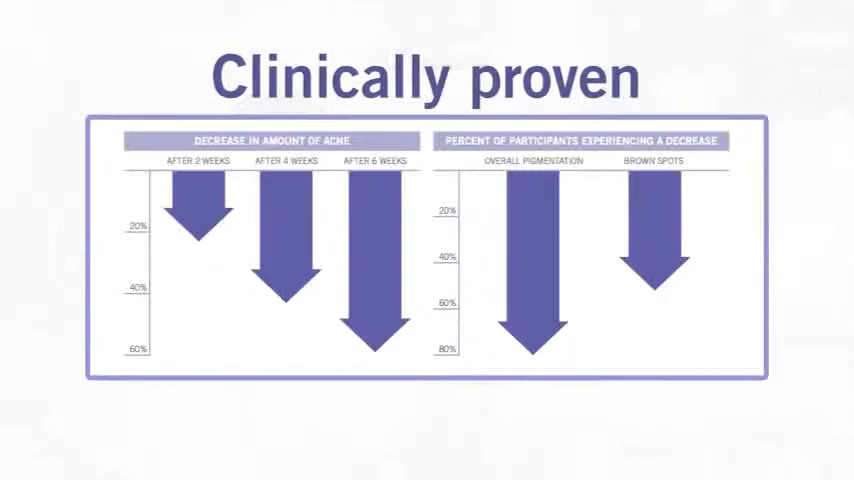 Clinically proven
DECREASE IN AMOUNT OF ACNE
AFTER 2 WEEKS AFTER 4 WEEKS AFTER 6 WEEKS
20%
40%
60%
PERCENT OF PARTICIPANTS EXPERIENCING A DECREASE
OVERALL PIGMENTATION BROWN SPOTS
20%
40%
60%
80%